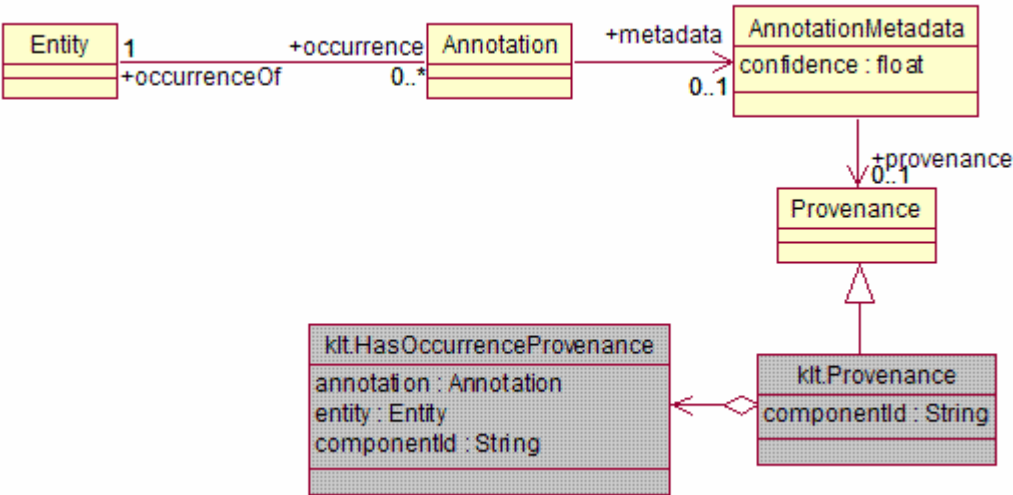 Entity
1
+occurrenceOf
+occurrence
0..*
Annotation
+metadata
0..1
AnnotationMetadata
confidence : float
+provenance
0..1
Provenance
klt.HasOccurrenceProvenance
annotation : Annotation
entity : Entity
componentId : String
klt.Provenance
componentId : String